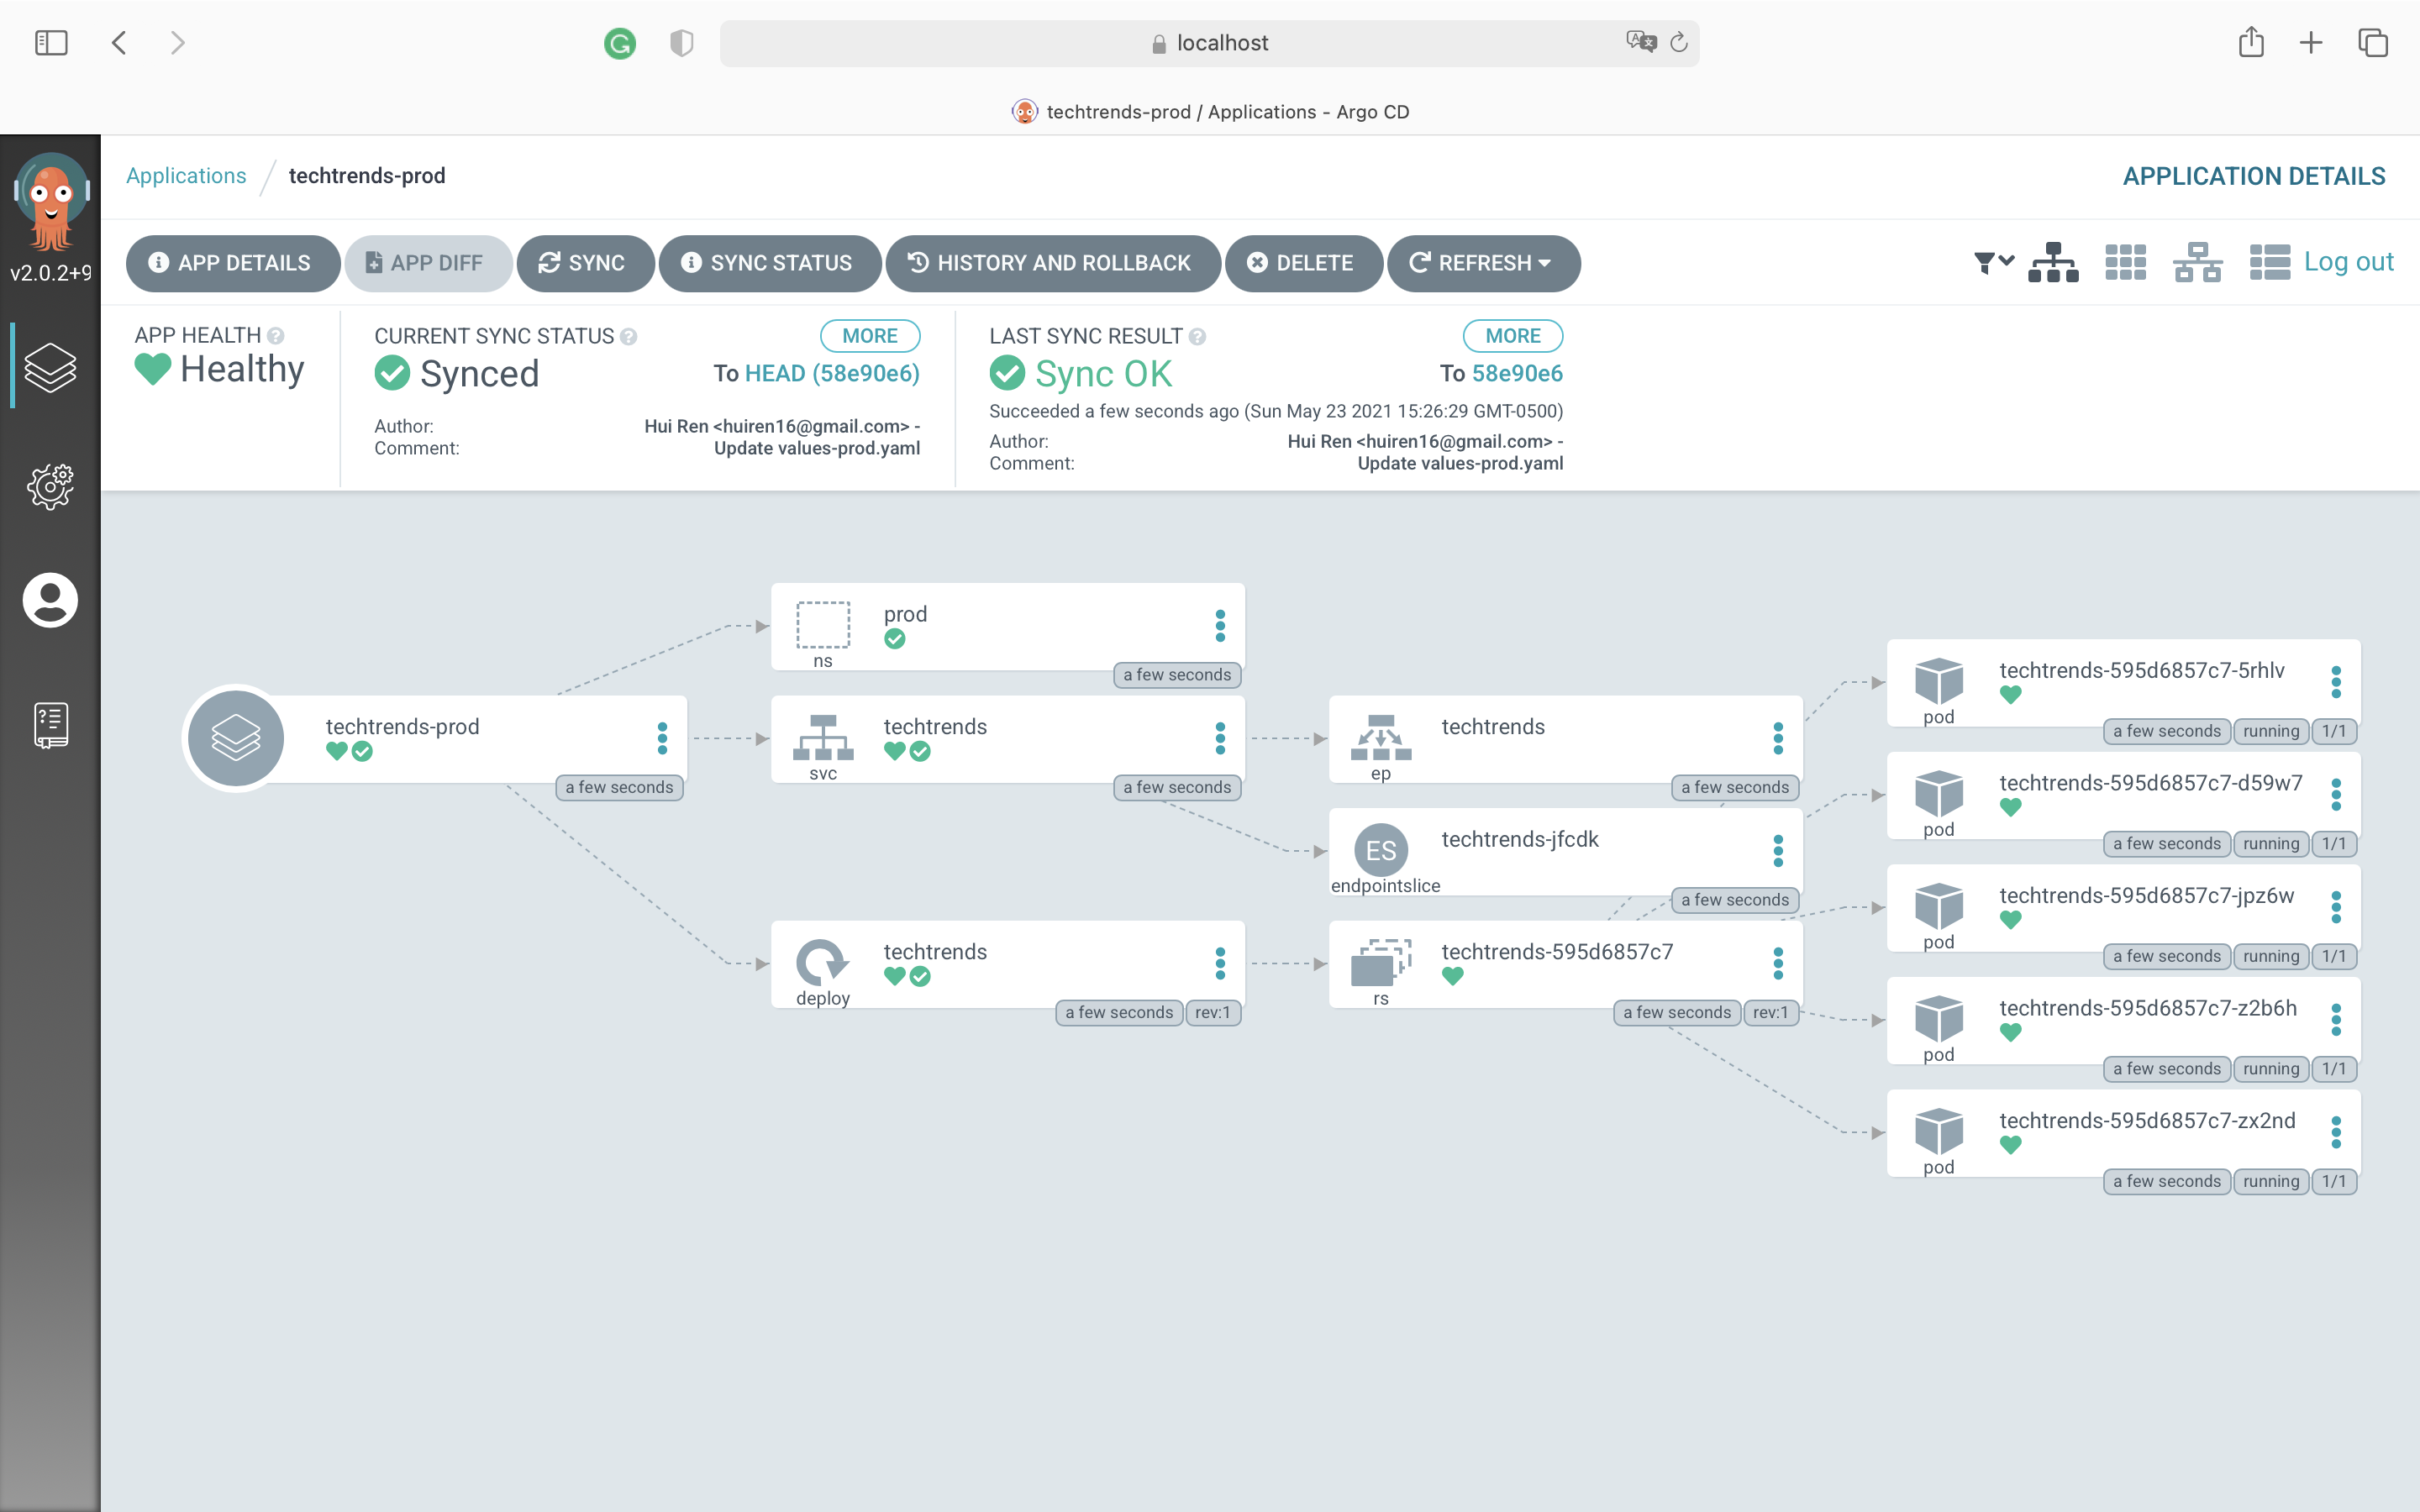 localhost
techtrends-prod / Applications - Argo CD
v2.0.2+9
Applications / techtrends-prod
APPLICATION DETAILS
APP DETAILS
APP DIFF
SYNC
SYNC STATUS
HISTORY AND ROLLBACK
DELETE
REFRESH
Log out
APP HEALTH
Healthy
CURRENT SYNC STATUS
MORE
Synced
To HEAD (58e90e6)
Author: Hui Ren <huiren16@gmail.com> -
Comment: Update values-prod.yaml
LAST SYNC RESULT
MORE
Sync OK
To 58e90e6
Succeeded a few seconds ago (Sun May 23 2021 15:26:29 GMT-0500)
Author: Hui Ren <huiren16@gmail.com> -
Comment: Update values-prod.yaml
techtrends-prod
a few seconds
prod
ns
a few seconds
techtrends
svc
a few seconds
techtrends
deploy
a few seconds rev:1
techtrends
ep
a few seconds
ES
techtrends-jfcdk
endpointslice
a few seconds
techtrends-595d6857c7
rs
a few seconds rev:1
techtrends-595d6857c7-5rhlv
pod
a few seconds running 1/1
techtrends-595d6857c7-d59w7
pod
a few seconds running 1/1
techtrends-595d6857c7-jpz6w
pod
a few seconds running 1/1
techtrends-595d6857c7-z2b6h
pod
a few seconds running 1/1
techtrends-595d6857c7-zx2nd
pod
a few seconds running 1/1